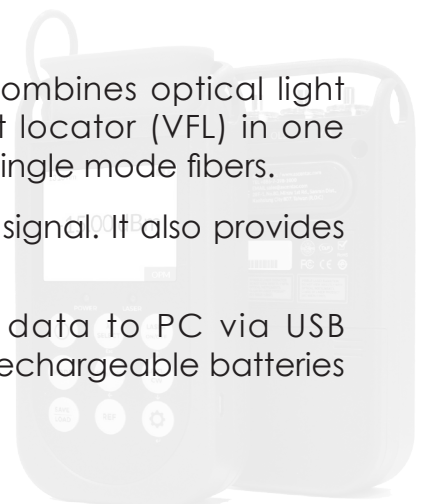 ombines optical light
t locator (VFL) in one
ingle mode fibers.
signal. It also provides
data to PC via USB
echargeable batteries